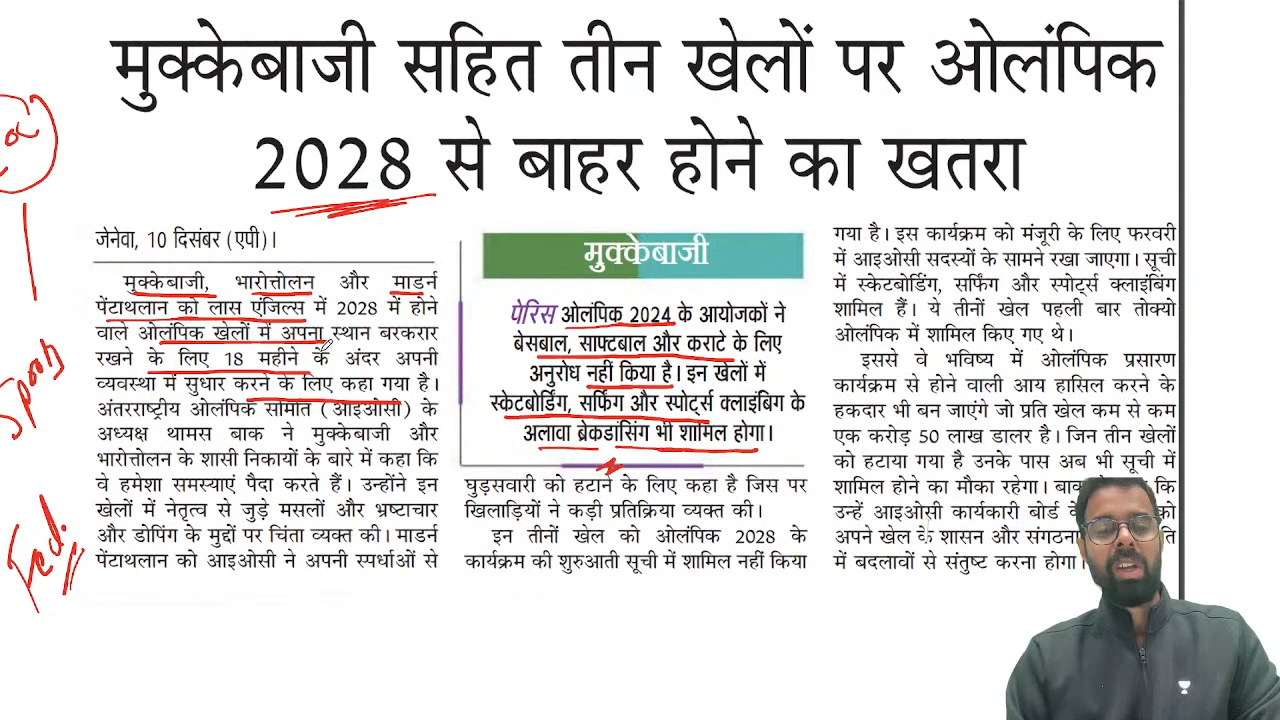 मुक्केबाजी सहित तीन खेलों पर ओलंपिक
2028 से बाहर होने का खतरा
जेनेवा, 10 दिसंबर (एपी)।
मुक्केबाजी, भारोत्तोलन और माडर्न
पेंटाथलान को लास एंजिल्स में 2028 में होने
वाले ओलंपिक खेलों में अपना स्थान बरकरार
रखने के लिए 18 महीने के अंदर अपनी
व्यवस्था में सुधार करने के लिए कहा गया है।
अंतरराष्ट्रीय ओलंपिक समिति (आइओसी) के
अध्यक्ष थामस बाक ने मुक्केबाजी और
भारोत्तोलन के शासी निकायों के बारे में कहा कि
वे हमेशा समस्याएं पैदा करते हैं। उन्होंने इन
खेलों में नेतृत्व से जुड़े मसलों और भ्रष्टाचार
और डोपिंग के मुद्दों पर चिंता व्यक्त की। माडर्न
पेंटाथलान को आइओसी ने अपनी स्पर्धाओं से
मुक्केबाजी
पेरिस ओलंपिक 2024 के आयोजकों ने
बेसबाल, साफ्टबाल और कराटे के लिए
अनुरोध नहीं किया है। इन खेलों में
स्केटबोर्डिंग, सर्फिंग और स्पोर्ट्स क्लाइंबिग के
अलावा ब्रेकडांसिंग भी शामिल होगा।
घुड़सवारी को हटाने के लिए कहा है जिस पर
खिलाड़ियों ने कड़ी प्रतिक्रिया व्यक्त की।
इन तीनों खेल को ओलंपिक 2028 के
कार्यक्रम की शुरुआती सूची में शामिल नहीं किया
गया है। इस कार्यक्रम को मंजूरी के लिए फरवरी
में आइओसी सदस्यों के सामने रखा जाएगा। सूची
में स्केटबोर्डिंग, सर्फिंग और स्पोर्ट्स क्लाइंबिग
शामिल हैं। ये तीनों खेल पहली बार तोक्यो
ओलंपिक में शामिल किए गए थे।
इससे वे भविष्य में ओलंपिक प्रसारण
कार्यक्रम से होने वाली आय हासिल करने के
हकदार भी बन जाएंगे जो प्रति खेल कम से कम
एक करोड़ 50 लाख डालर है। जिन तीन खेलों
को हटाया गया है उनके पास अब भी सूची में
शामिल होने का मौका रहेगा। कि
उन्हें आइओसी कार्यकारी बोर्ड को
अपने खेल के शासन और
में बदलावों से संतुष्ट करना होगा।
Fed.